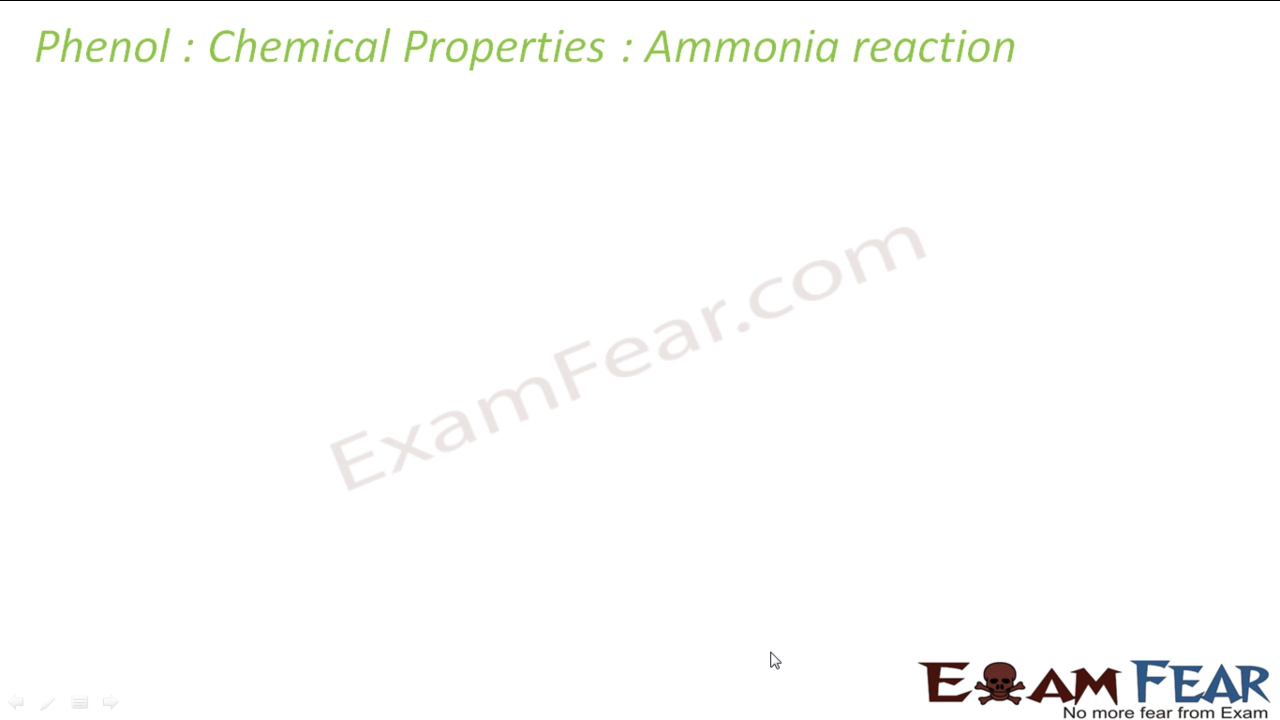 Phenol : Chemical Properties : Ammonia reaction
ExamFear.com
EXAM FEAR
No more fear from Exam